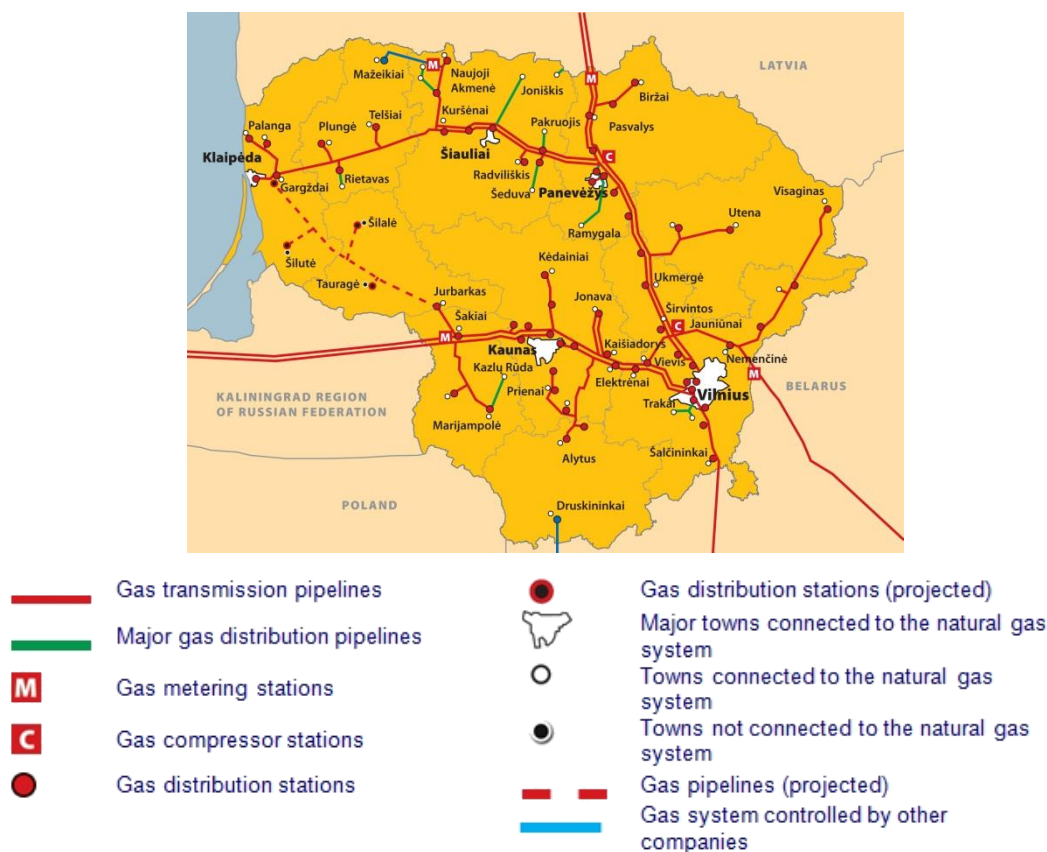 LATVIA
M
Mažeikiai
Naujoji
Akmenė
M
Joniškis
Biržai
Telšiai
Kuršėnai
Palanga
Plungė
Pakruojis
Pasvalys
Klaipėda
Šiauliai
C
Radviliškis
Gargždai
Rietavas
Šeduva
Panevėžys
Visaginas
Utena
Šilalė
Ramygala
Šilutė
Kėdainiai
Tauragė
Ukmergė
Jurbarkas
Jonava
Širvintos
Šakiai
C
Jauniūnai
M
Kaunas
Kaišiadorys
Nemenčinė
Vievis
Kazlų Rūda
M
Elektrėnai
BELARUS
KALININGRAD REGION
OF RUSSIAN FEDERATION
Prienai
Vilnius
Trakai
Marijampolė
Alytus
Šalčininkai
POLAND
Druskininkai
Gas transmission pipelines
Major gas distribution pipelines
M
Gas metering stations
C
Gas compressor stations
Gas distribution stations
Gas distribution stations (projected)
Major towns connected to the natural gas
system
Towns connected to the natural gas
system
Towns not connected to the natural gas
system
Gas pipelines (projected)
Gas system controlled by other
companies